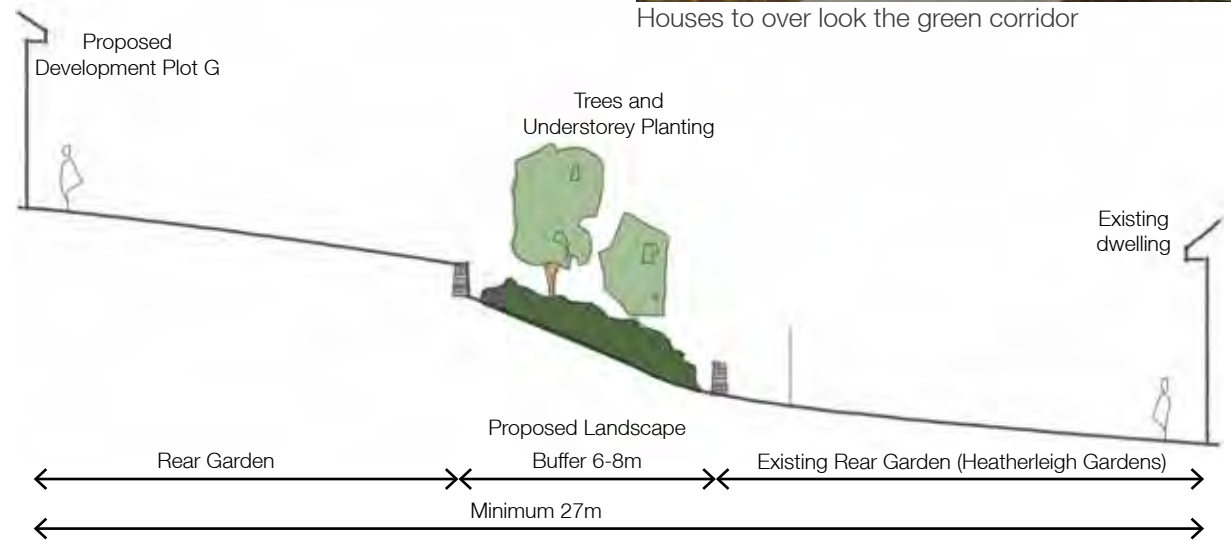 Houses to over look the green corridor
Proposed
Development Plot G
Trees and
Understorey Planting
Existing
dwelling
Proposed Landscape
Rear Garden
Buffer 6-8m
Existing Rear Garden (Heatherleigh Gardens)
Minimum 27m